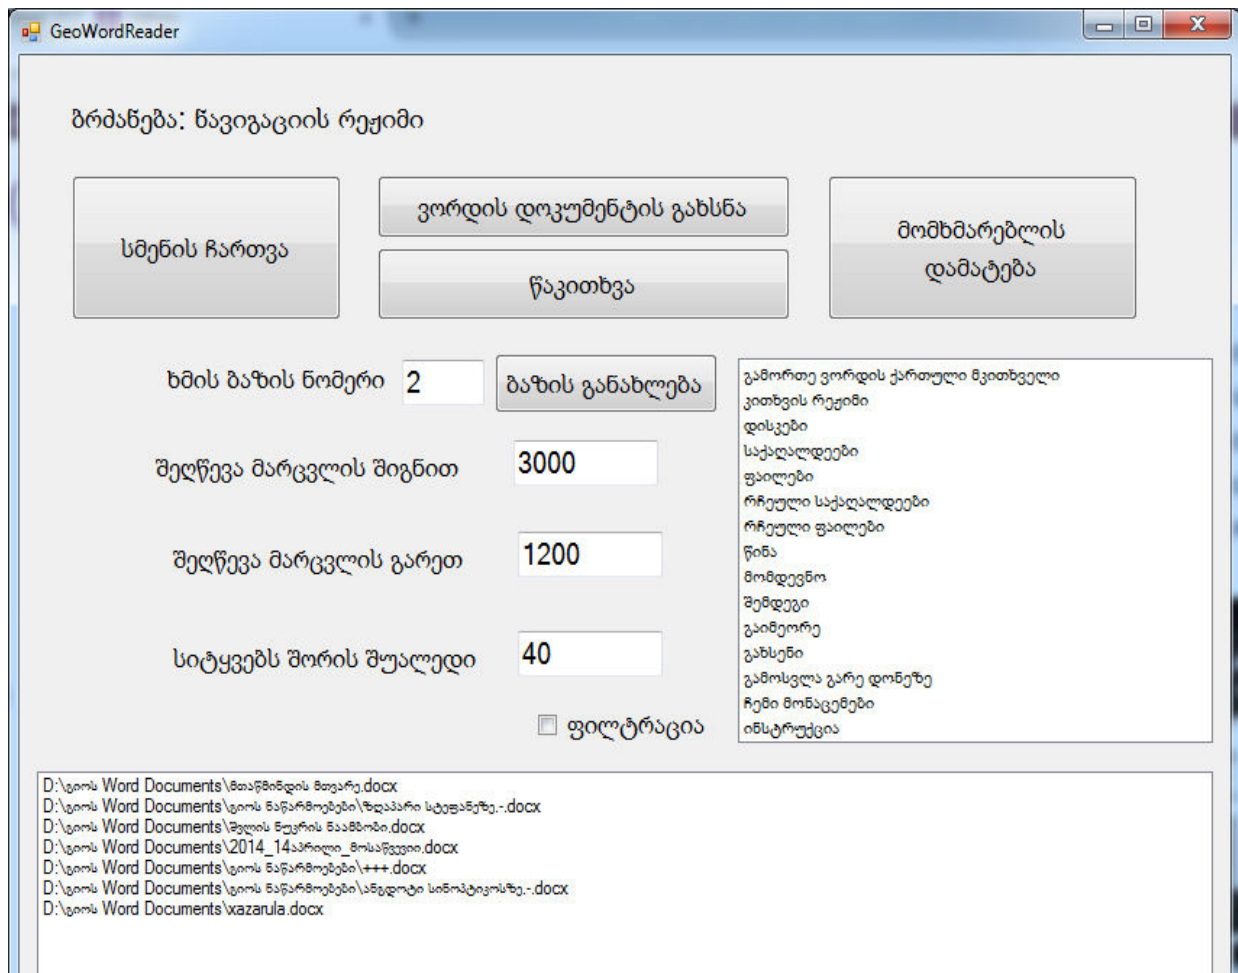 GeoWordReader
ბრძანება: ნავიგაციის რეჟიმი
სმენის ჩართვა
ვორდის დოკუმენტის გახსნა
წაკითხვა
მომხმარებლის
დამატება
ხმის ბაზის ნომერი 2 ბაზის განახლება
შეღწევა მარცვლის შიგნით 3000
შეღწევა მარცვლის გარეთ 1200
სიტყვებს შორის შუალედი 40
ფილტრაცია
გამორთე ვორდის ქართული მკითხველი
კითხვის რეჟიმი
დისკები
საქაღალდეები
ფაილები
რჩეული საქაღალდეები
რჩეული ფაილები
წინა
მომდევნო
შემდეგი
გაიმეორე
გახსენი
გამოსვლა გარე დონეზე
ჩემი მონაცემები
ინსტრუქცია
D:\გიოს Word Documents\მთაწმინდის მთვარე.docx
D:\გიოს Word Documents\გიოს ნაწარმოებები\ზღაპარი სტეფანეზე.-.docx
D:\გიოს Word Documents\შვლის ნუკრის ნაამბობი.docx
D:\გიოს Word Documents\2014_14აპრილი_მოსაწვევიი.docx
D:\გიოს Word Documents\გიოს ნაწარმოებები\+++.docx
D:\გიოს Word Documents\გიოს ნაწარმოებები\ანგდოტი სინოპტიკოსზე.-.docx
D:\გიოს Word Documents\xazarula.docx